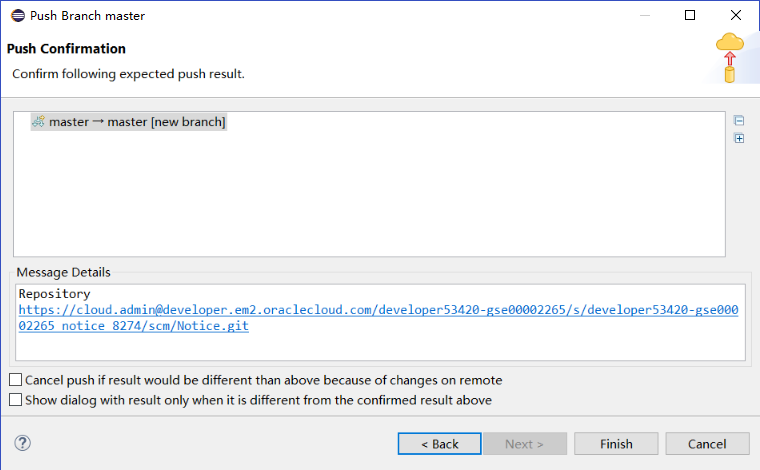 Push Branch master
Push Confirmation
Confirm following expected push result.
master → master [new branch]
Message Details
Repository
https://cloud.admin@developer.em2.oraclecloud.com/developer53420-gse00002265/s/developer53420-gse000
02265_notice_8274/scm/Notice.git
Cancel push if result would be different than above because of changes on remote
Show dialog with result only when it is different from the confirmed result above
?
< Back
Next >
Finish
Cancel